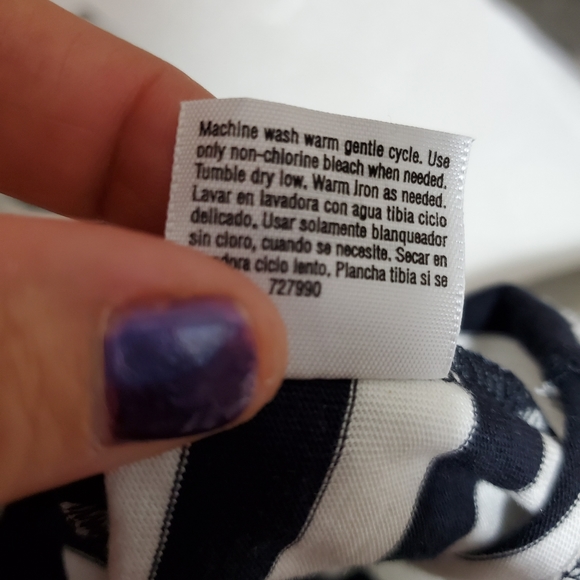 Machine wash warm gentle cycle. Use
only non-chlorine bleach when needed.
Tumble dry low. Warm Iron as needed.
Lavar en lavadora con agua tibia ciclo
delicado. Usar solamente blanqueador
sin cloro, cuando se necesite. Secar en
ciclo lento. Plancha tibia si se
727990